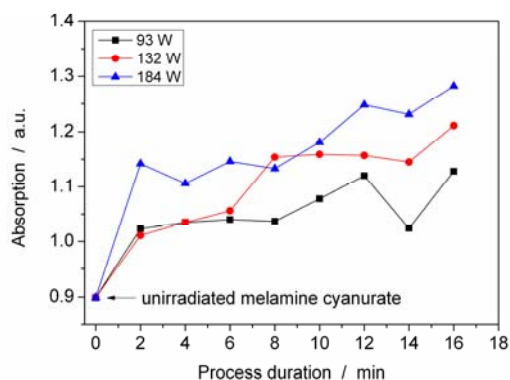 93 W
132 W
184 W
Absorption / a.u.
1.4
1.3
1.2
1.1
1.0
0.9
unirradiated melamine cyanurate
0 2 4 6 8 10 12 14 16 18
Process duration / min